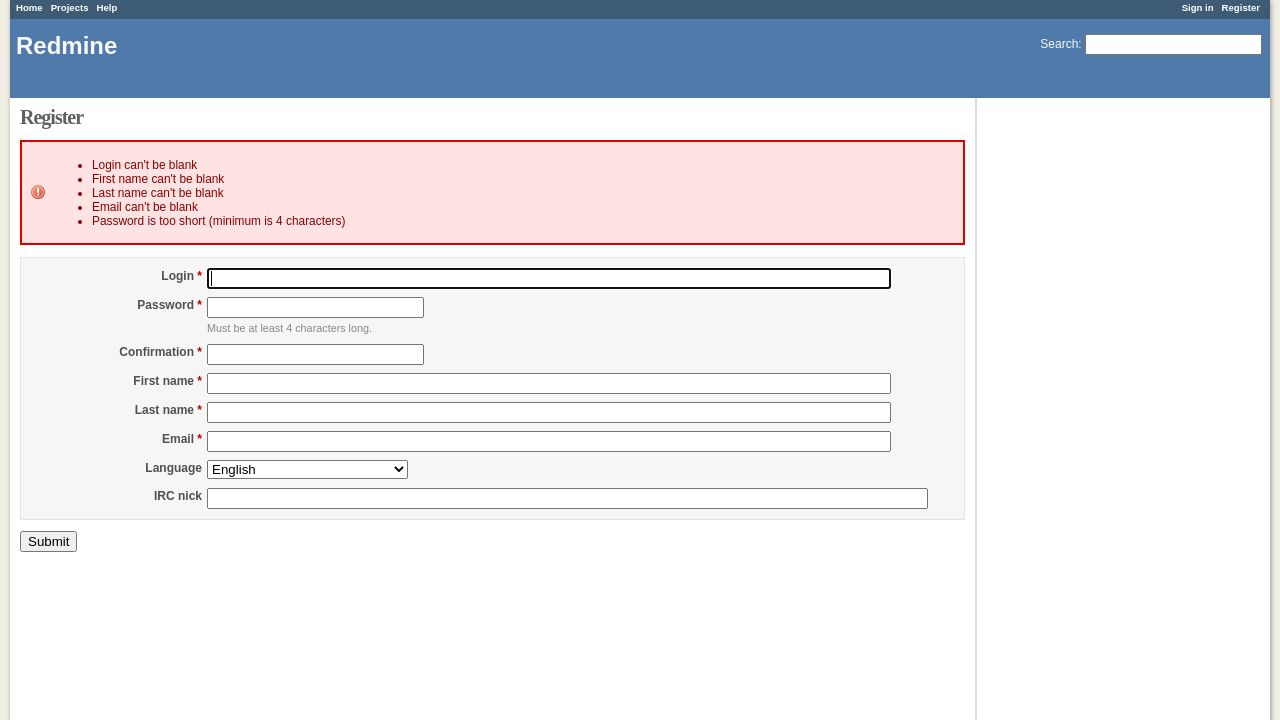 Home Projects Help Sign in Register
Redmine
Search:
Register
Login can't be blank
First name can't be blank
Last name can't be blank
Email can't be blank
Password is too short (minimum is 4 characters)
Login *
Password *
Must be at least 4 characters long.
Confirmation *
First name *
Last name *
Email *
Language English
IRC nick
Submit